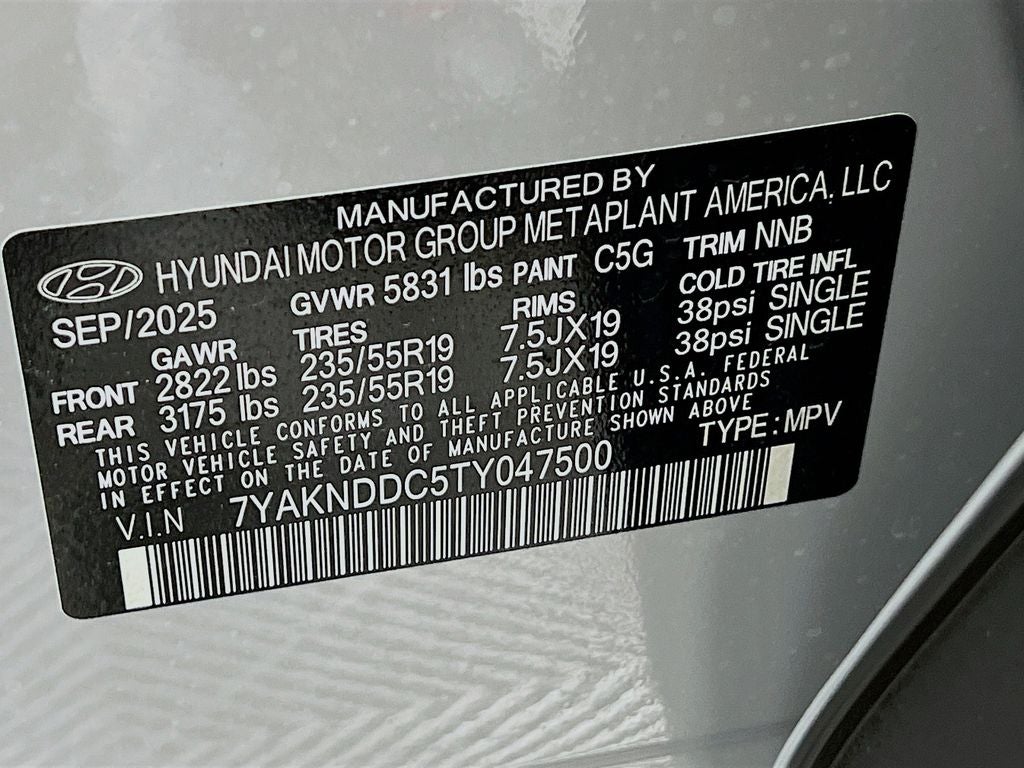 MANUFACTURED BY
HYUNDAI MOTOR GROUP METAPLANT AMERICA, LLC
SEP/2025 GVWR 5831 lbs PAINT C5G TRIM NNB
GAWR TIRES RIMS COLD TIRE INFL
FRONT 2822 lbs 235/55R19 7.5JX19 38psi SINGLE
REAR 3175 lbs 235/55R19 7.5JX19 38psi SINGLE
THIS VEHICLE CONFORMS TO ALL APPLICABLE U.S.A. FEDERAL
MOTOR VEHICLE SAFETY AND THEFT PREVENTION STANDARDS
IN EFFECT ON THE DATE OF MANUFACTURE SHOWN ABOVE
V.I.N 7YAKNDDC5TY047500 TYPE:MPV